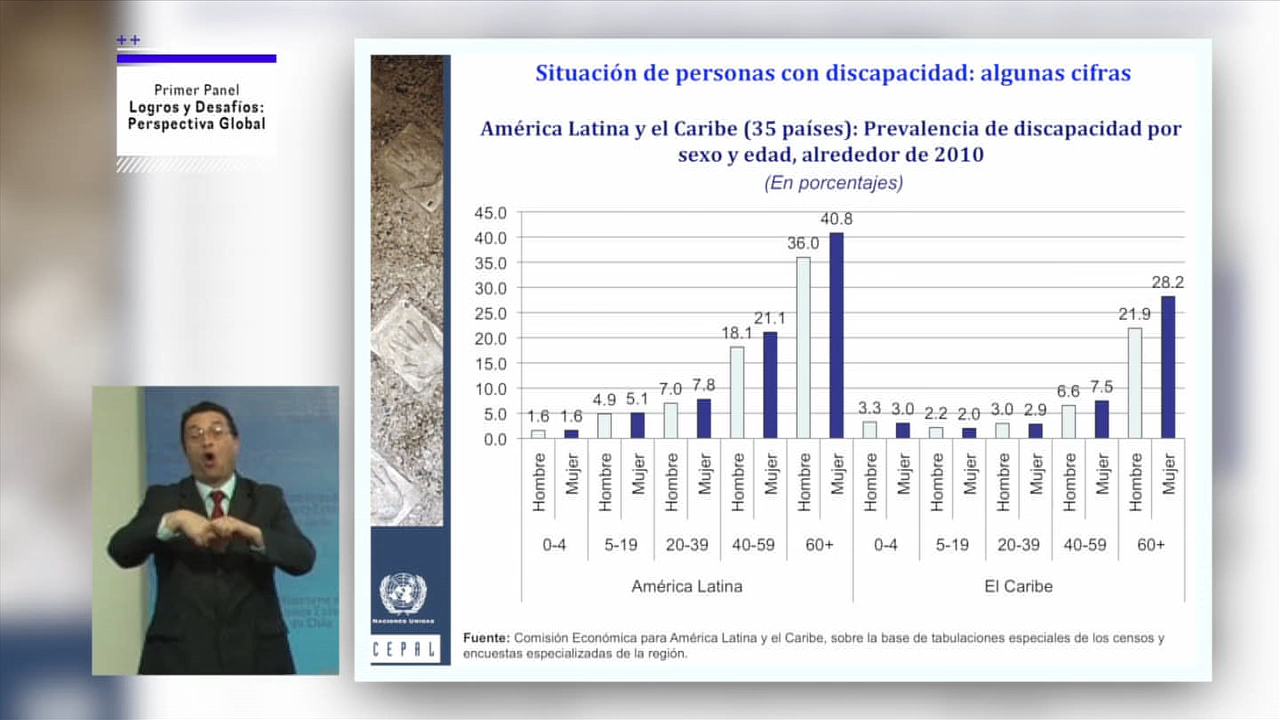 ++
Primer Panel
Logros y Desafíos:
Perspectiva Global
Situación de personas con discapacidad: algunas cifras
América Latina y el Caribe (35 países): Prevalencia de discapacidad por
sexo y edad, alrededor de 2010
(En porcentajes)
45.0
40.0
35.0
30.0
25.0
20.0
15.0
10.0
5.0
0.0
1.6 1.6 4.9 5.1 7.0 7.8 18.1 21.1 36.0 40.8 3.3 3.0 2.2 2.0 3.0 2.9 6.6 7.5 21.9 28.2
Hombre Mujer Hombre Mujer Hombre Mujer Hombre Mujer Hombre Mujer Hombre Mujer Hombre Mujer Hombre Mujer Hombre Mujer Hombre Mujer
0-4 5-19 20-39 40-59 60+ 0-4 5-19 20-39 40-59 60+
América Latina El Caribe
NACIONES UNIDAS
CEPAL
Fuente: Comisión Económica para América Latina y el Caribe, sobre la base de tabulaciones especiales de los censos y
encuestas especializadas de la región.